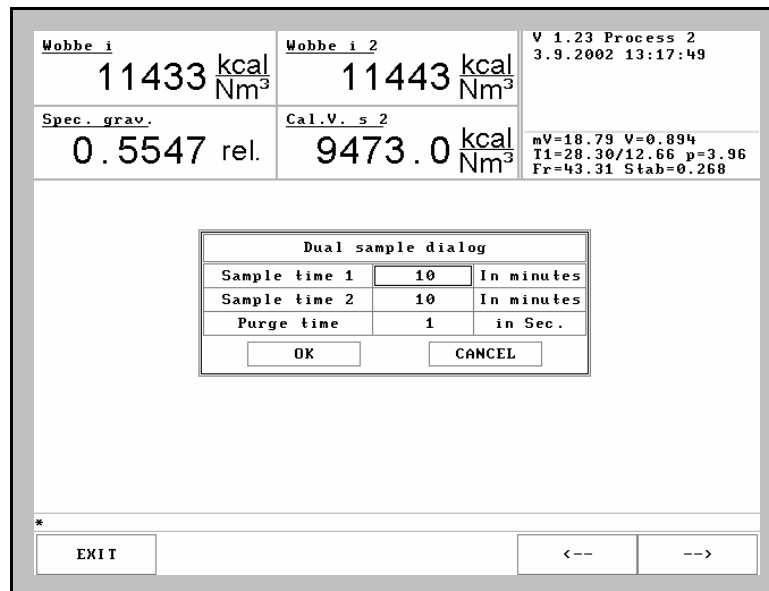 Wobbe i
11433 kcal/Nm³
Wobbe i 2
11443 kcal/Nm³
V 1.23 Process 2
3.9.2002 13:17:49
Spec. grav.
0.5547 rel.
Cal.V. s 2
9473.0 kcal/Nm³
mV=18.79 V=0.894
T1=28.30/12.66 p=3.96
Fr=43.31 Stab=0.268
Dual sample dialog
Sample time 1 10 In minutes
Sample time 2 10 In minutes
Purge time 1 in Sec.
OK CANCEL
*
EXIT <-- -->